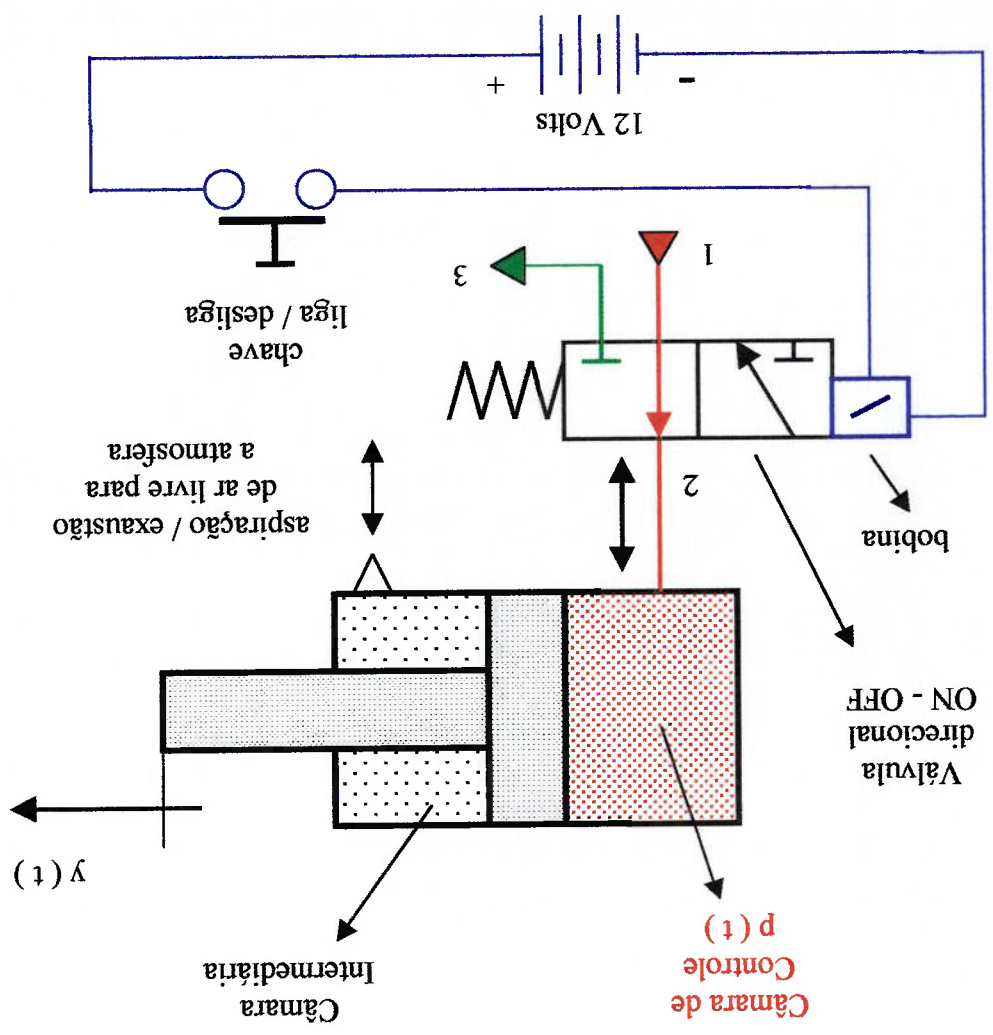 Câmara de
Controle
p ( t )
Câmara
Intermediária
y ( t )
Válvula
direcional
ON - OFF
bobina
2
aspiração / exaustão
de ar livre para
a atmosfera
chave
liga / desliga
1
3
12 Volts
-
+